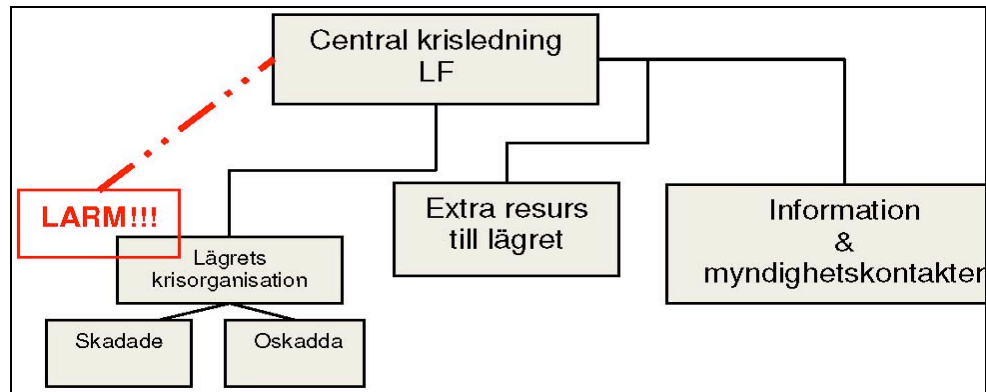 Central krisledning
LF
LARM!!!
Extra resurs
till lägret
Information
&
myndighetskontakter
Lägrets
krisorganisation
Skadade
Oskadda